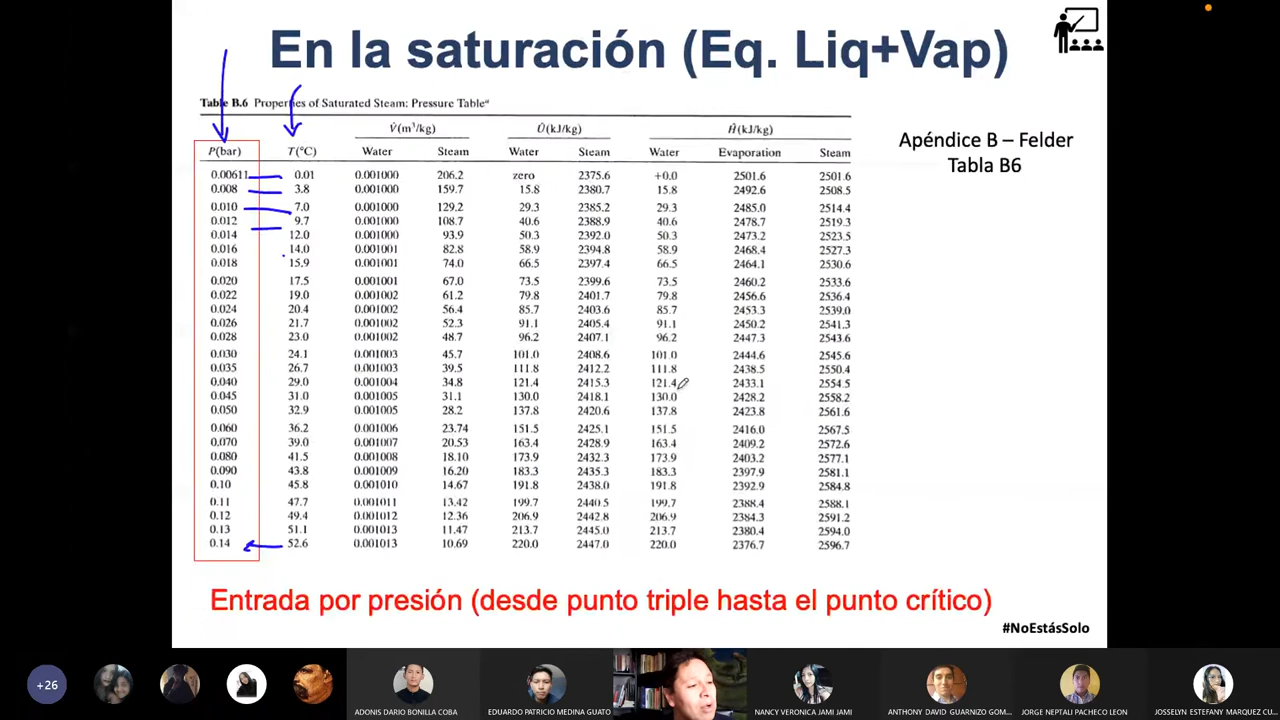 En la saturación (Eq. Liq+Vap)
Table B.6 Properties of Saturated Steam: Pressure Tableᵃ
V̂(m³/kg) Û(kJ/kg) Ĥ(kJ/kg)
P(bar) T(°C) Water Steam Water Steam Water Evaporation Steam
0.00611 0.01 0.001000 206.2 zero 2375.6 +0.0 2501.6 2501.6
0.008 3.8 0.001000 159.7 15.8 2380.7 15.8 2492.6 2508.5
0.010 7.0 0.001000 129.2 29.3 2385.2 29.3 2485.0 2514.4
0.012 9.7 0.001000 108.7 40.6 2388.9 40.6 2478.7 2519.3
0.014 12.0 0.001000 93.9 50.3 2392.0 50.3 2473.2 2523.5
0.016 14.0 0.001001 82.8 58.9 2394.8 58.9 2468.4 2527.3
0.018 15.9 0.001001 74.0 66.5 2397.4 66.5 2464.1 2530.6
0.020 17.5 0.001001 67.0 73.5 2399.6 73.5 2460.2 2533.6
0.022 19.0 0.001002 61.2 79.8 2401.7 79.8 2456.6 2536.4
0.024 20.4 0.001002 56.4 85.7 2403.6 85.7 2453.3 2539.0
0.026 21.7 0.001002 52.3 91.1 2405.4 91.1 2450.2 2541.3
0.028 23.0 0.001002 48.7 96.2 2407.1 96.2 2447.3 2543.6
0.030 24.1 0.001003 45.7 101.0 2408.6 101.0 2444.6 2545.6
0.035 26.7 0.001003 39.5 111.8 2412.2 111.8 2438.5 2550.4
0.040 29.0 0.001004 34.8 121.4 2415.3 121.4 2433.1 2554.5
0.045 31.0 0.001005 31.1 130.0 2418.1 130.0 2428.2 2558.2
0.050 32.9 0.001005 28.2 137.8 2420.6 137.8 2423.8 2561.6
0.060 36.2 0.001006 23.74 151.5 2425.1 151.5 2416.0 2567.5
0.070 39.0 0.001007 20.53 163.4 2428.9 163.4 2409.2 2572.6
0.080 41.5 0.001008 18.10 173.9 2432.3 173.9 2403.2 2577.1
0.090 43.8 0.001009 16.20 183.3 2435.3 183.3 2397.9 2581.1
0.10 45.8 0.001010 14.67 191.8 2438.0 191.8 2392.9 2584.8
0.11 47.7 0.001011 13.42 199.7 2440.5 199.7 2388.4 2588.1
0.12 49.4 0.001012 12.36 206.9 2442.8 206.9 2384.3 2591.2
0.13 51.1 0.001013 11.47 213.7 2445.0 213.7 2380.4 2594.0
0.14 52.6 0.001013 10.69 220.0 2447.0 220.0 2376.7 2596.7
Apéndice B – Felder
Tabla B6
Entrada por presión (desde punto triple hasta el punto crítico)
#NoEstásSolo
+26
ADONIS DARIO BONILLA COBA
EDUARDO PATRICIO MEDINA GUATO
NANCY VERONICA JAMI JAMI
ANTHONY DAVID GUARNIZO GOM...
JORGE NEPTALI PACHECO LEON
JOSSELYN ESTEFANY MARQUEZ CU